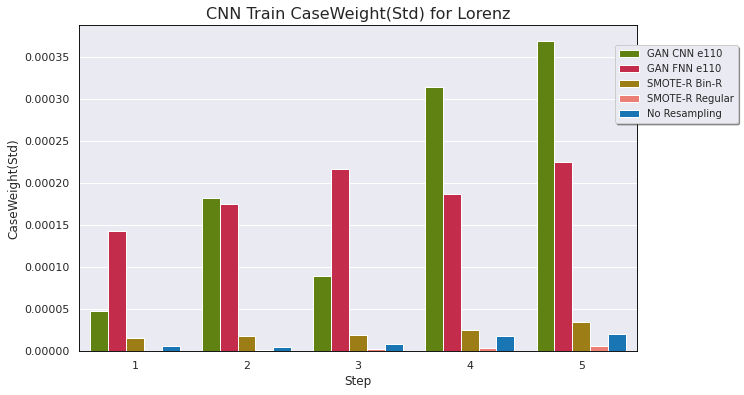 CNN Train CaseWeight(Std) for Lorenz
0.00035
0.00030
0.00025
0.00020
0.00015
0.00010
0.00005
0.00000
CaseWeight(Std)
1 2 3 4 5
Step
GAN CNN e110
GAN FNN e110
SMOTE-R Bin-R
SMOTE-R Regular
No Resampling